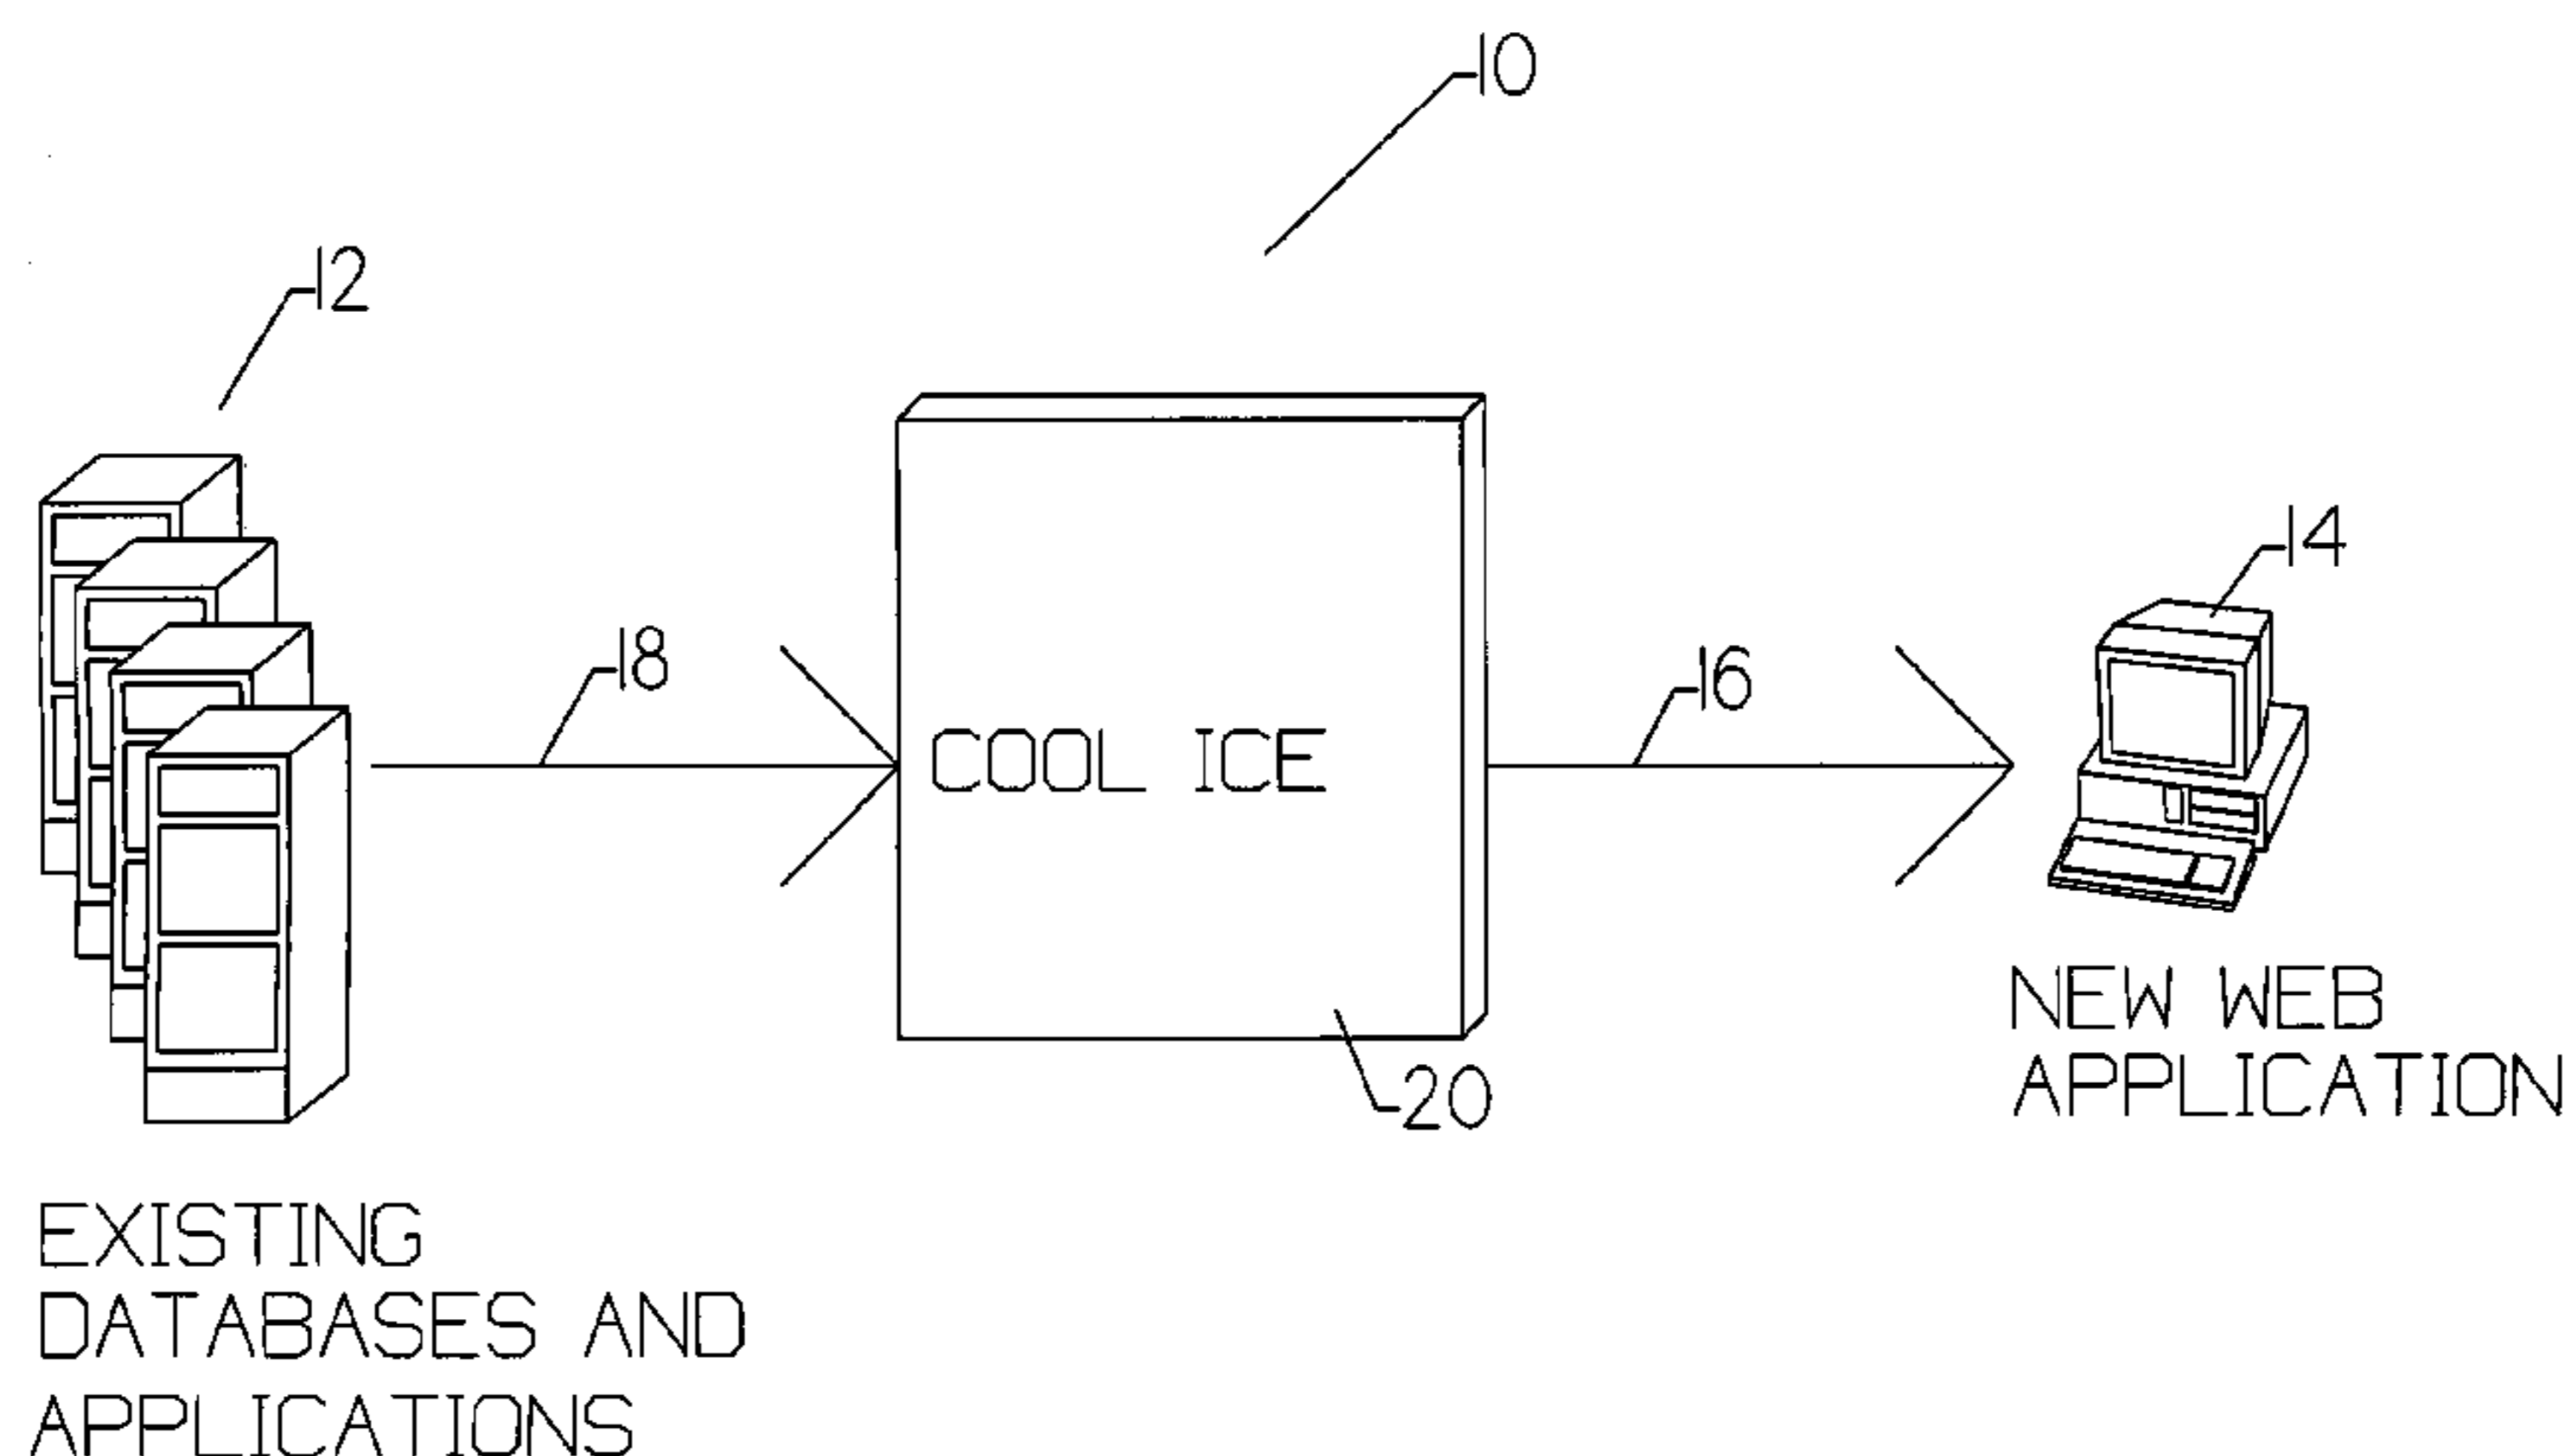 10
12
14
18
16
COOL ICE
20
NEW WEB
APPLICATION
EXISTING
DATABASES AND
APPLICATIONS